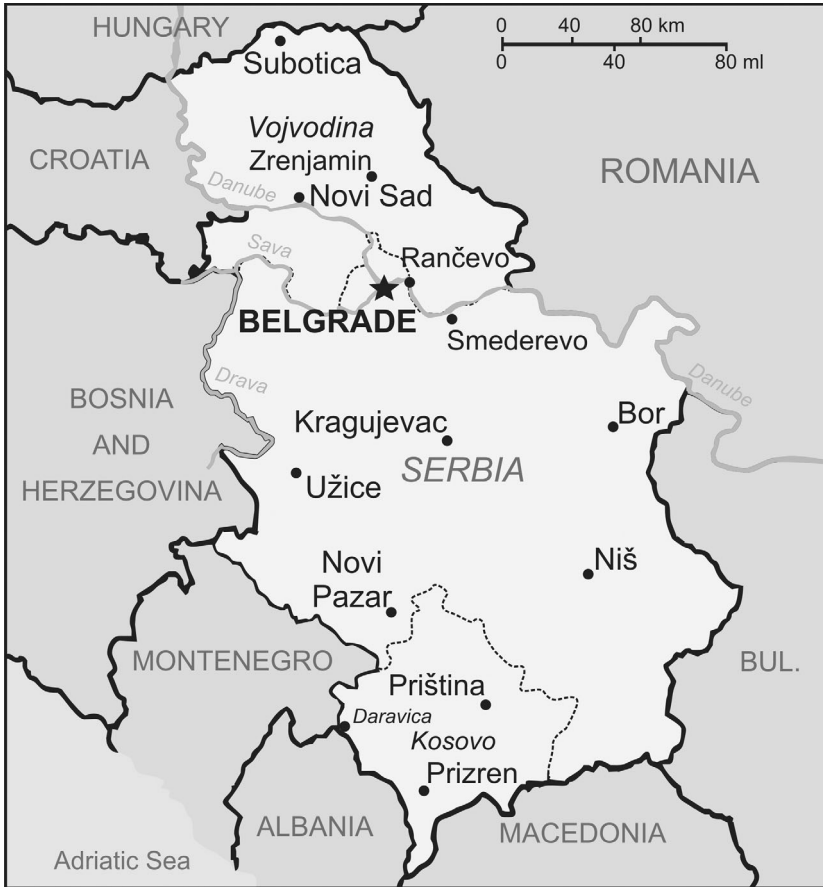 HUNGARY
0 40 80 km
0 40 80 ml
Subotica
Vojvodina
CROATIA
Zrenjamin
ROMANIA
Danube
Novi Sad
Sava
Rančevo
BELGRADE
Smederevo
Drava
Danube
BOSNIA
AND
HERZEGOVINA
Kragujevac
Bor
SERBIA
Užice
Novi
Pazar
Niš
MONTENEGRO
BUL.
Priština
Daravica
Kosovo
Prizren
ALBANIA
MACEDONIA
Adriatic Sea